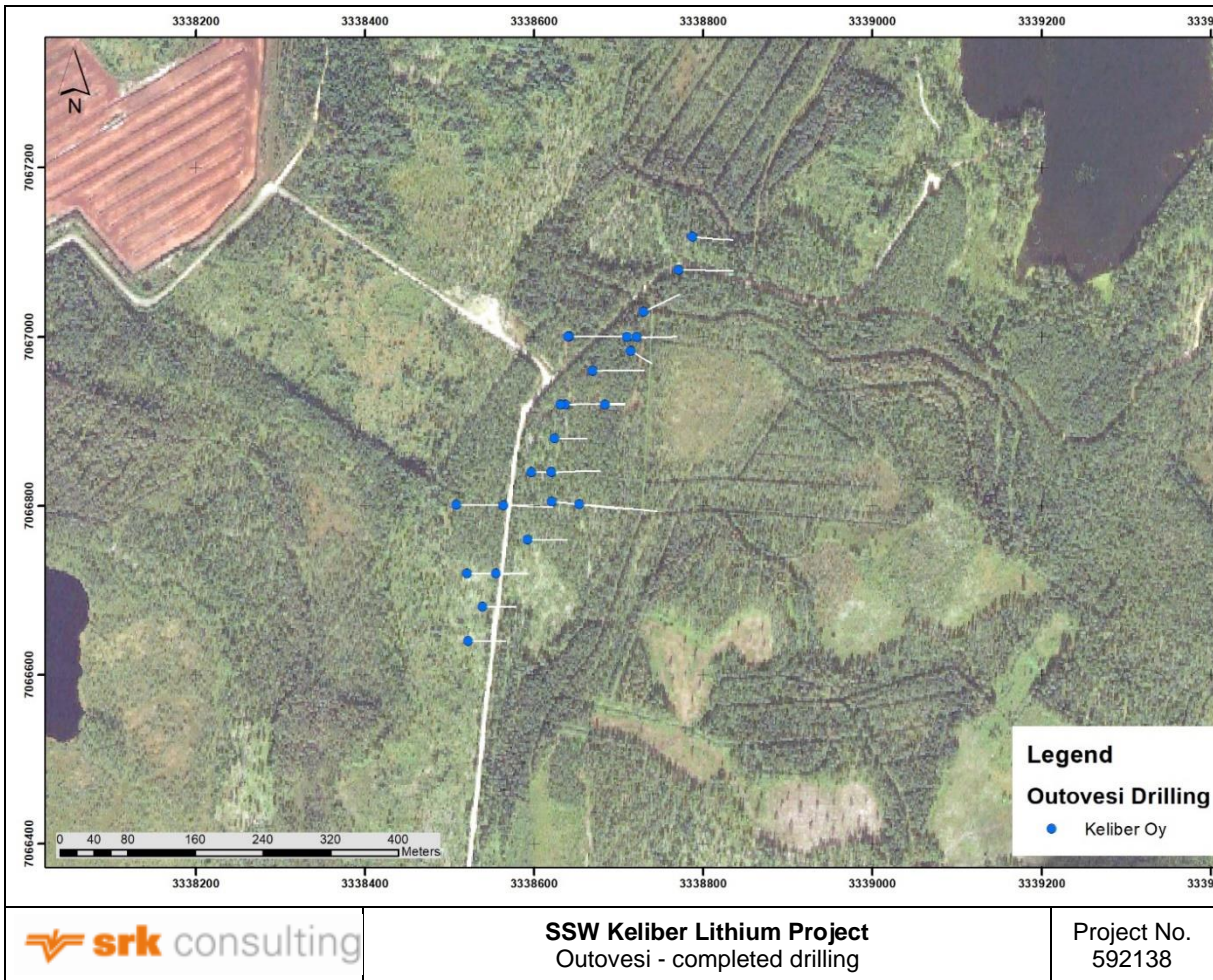 3338200 3338400 3338600 3338800 3339000 3339200 3339
N
7067200
7067000
7066800
7066600
7066400
Legend
Outovesi Drilling
Keliber Oy
0 40 80 160 240 320 400
Meters
3338200 3338400 3338600 3338800 3339000 3339200 3339
srk consulting
SSW Keliber Lithium Project
Outovesi - completed drilling
Project No.
592138